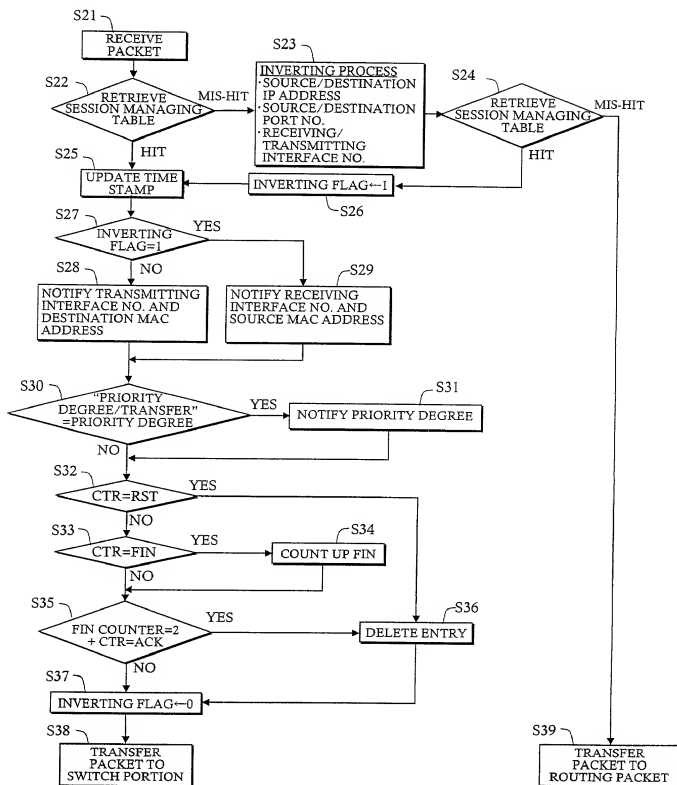 S21
RECEIVE
PACKET
S22
RETRIEVE
SESSION MANAGING
TABLE
MIS-HIT
HIT
S23
INVERTING PROCESS
·SOURCE/DESTINATION
IP ADDRESS
·SOURCE/DESTINATION
PORT NO.
·RECEIVING/
TRANSMITTING
INTERFACE NO.
S24
RETRIEVE
SESSION MANAGING
TABLE
MIS-HIT
HIT
S25
UPDATE TIME
STAMP
INVERTING FLAG←1
S26
S27
INVERTING
FLAG=1
YES
NO
S28
NOTIFY TRANSMITTING
INTERFACE NO. AND
DESTINATION MAC
ADDRESS
S29
NOTIFY RECEIVING
INTERFACE NO. AND
SOURCE MAC ADDRESS
S30
"PRIORITY
DEGREE/TRANSFER"
=PRIORITY DEGREE
YES
NO
S31
NOTIFY PRIORITY DEGREE
S32
CTR=RST
YES
NO
S33
CTR=FIN
YES
NO
S34
COUNT UP FIN
S35
FIN COUNTER=2
+ CTR=ACK
YES
NO
S36
DELETE ENTRY
S37
INVERTING FLAG←0
S38
TRANSFER
PACKET TO
SWITCH PORTION
S39
TRANSFER
PACKET TO
ROUTING PACKET